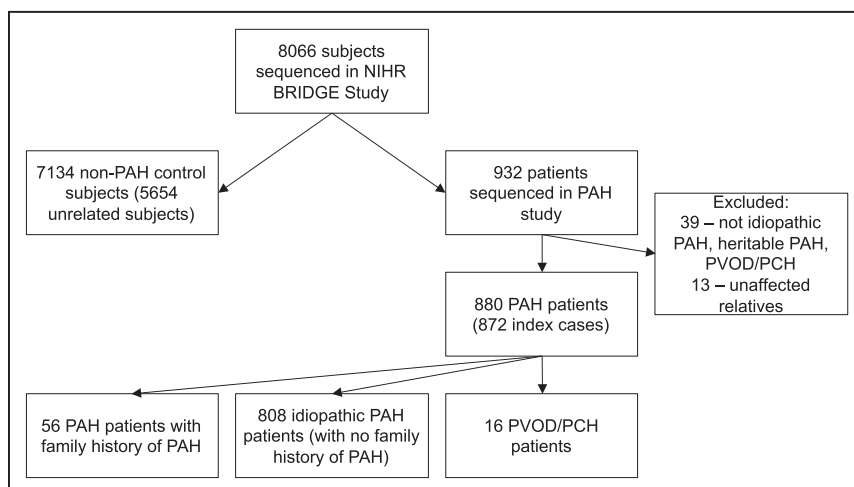 8066 subjects
sequenced in NIHR
BRIDGE Study
7134 non-PAH control
subjects (5654
unrelated subjects)
932 patients
sequenced in PAH
study
Excluded:
39 – not idiopathic
PAH, heritable PAH,
PVOD/PCH
13 – unaffected
relatives
880 PAH patients
(872 index cases)
56 PAH patients with
family history of PAH
808 idiopathic PAH
patients (with no family
history of PAH)
16 PVOD/PCH
patients